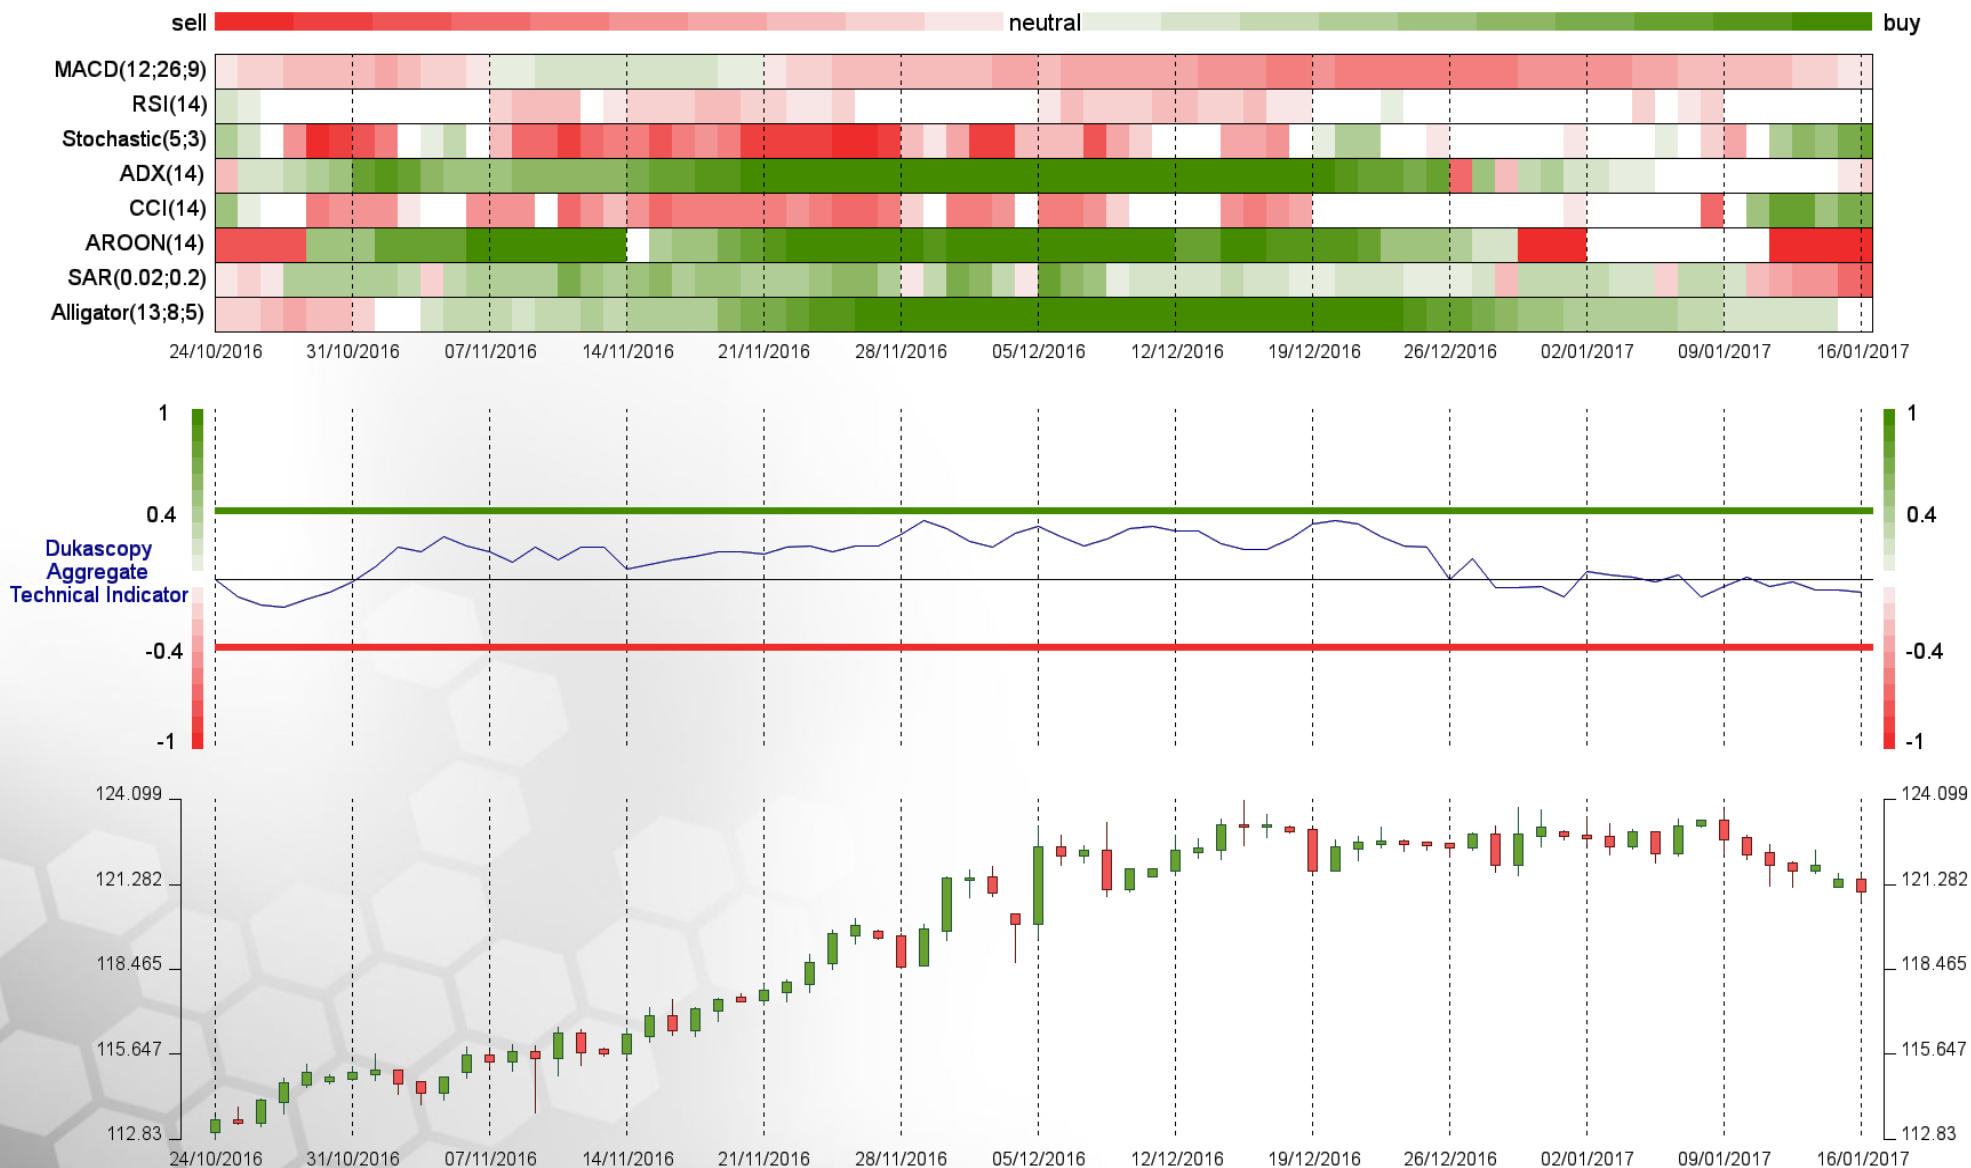 sell neutral buy
MACD(12;26;9)
RSI(14)
Stochastic(5;3)
ADX(14)
CCI(14)
AROON(14)
SAR(0.02;0.2)
Alligator(13;8;5)
24/10/2016 31/10/2016 07/11/2016 14/11/2016 21/11/2016 28/11/2016 05/12/2016 12/12/2016 19/12/2016 26/12/2016 02/01/2017 09/01/2017 16/01/2017
1 1
0.4 0.4
Dukascopy
Aggregate
Technical Indicator
-0.4 -0.4
-1 -1
124.099 124.099
121.282 121.282
118.465 118.465
115.647 115.647
112.83 112.83
24/10/2016 31/10/2016 07/11/2016 14/11/2016 21/11/2016 28/11/2016 05/12/2016 12/12/2016 19/12/2016 26/12/2016 02/01/2017 09/01/2017 16/01/2017